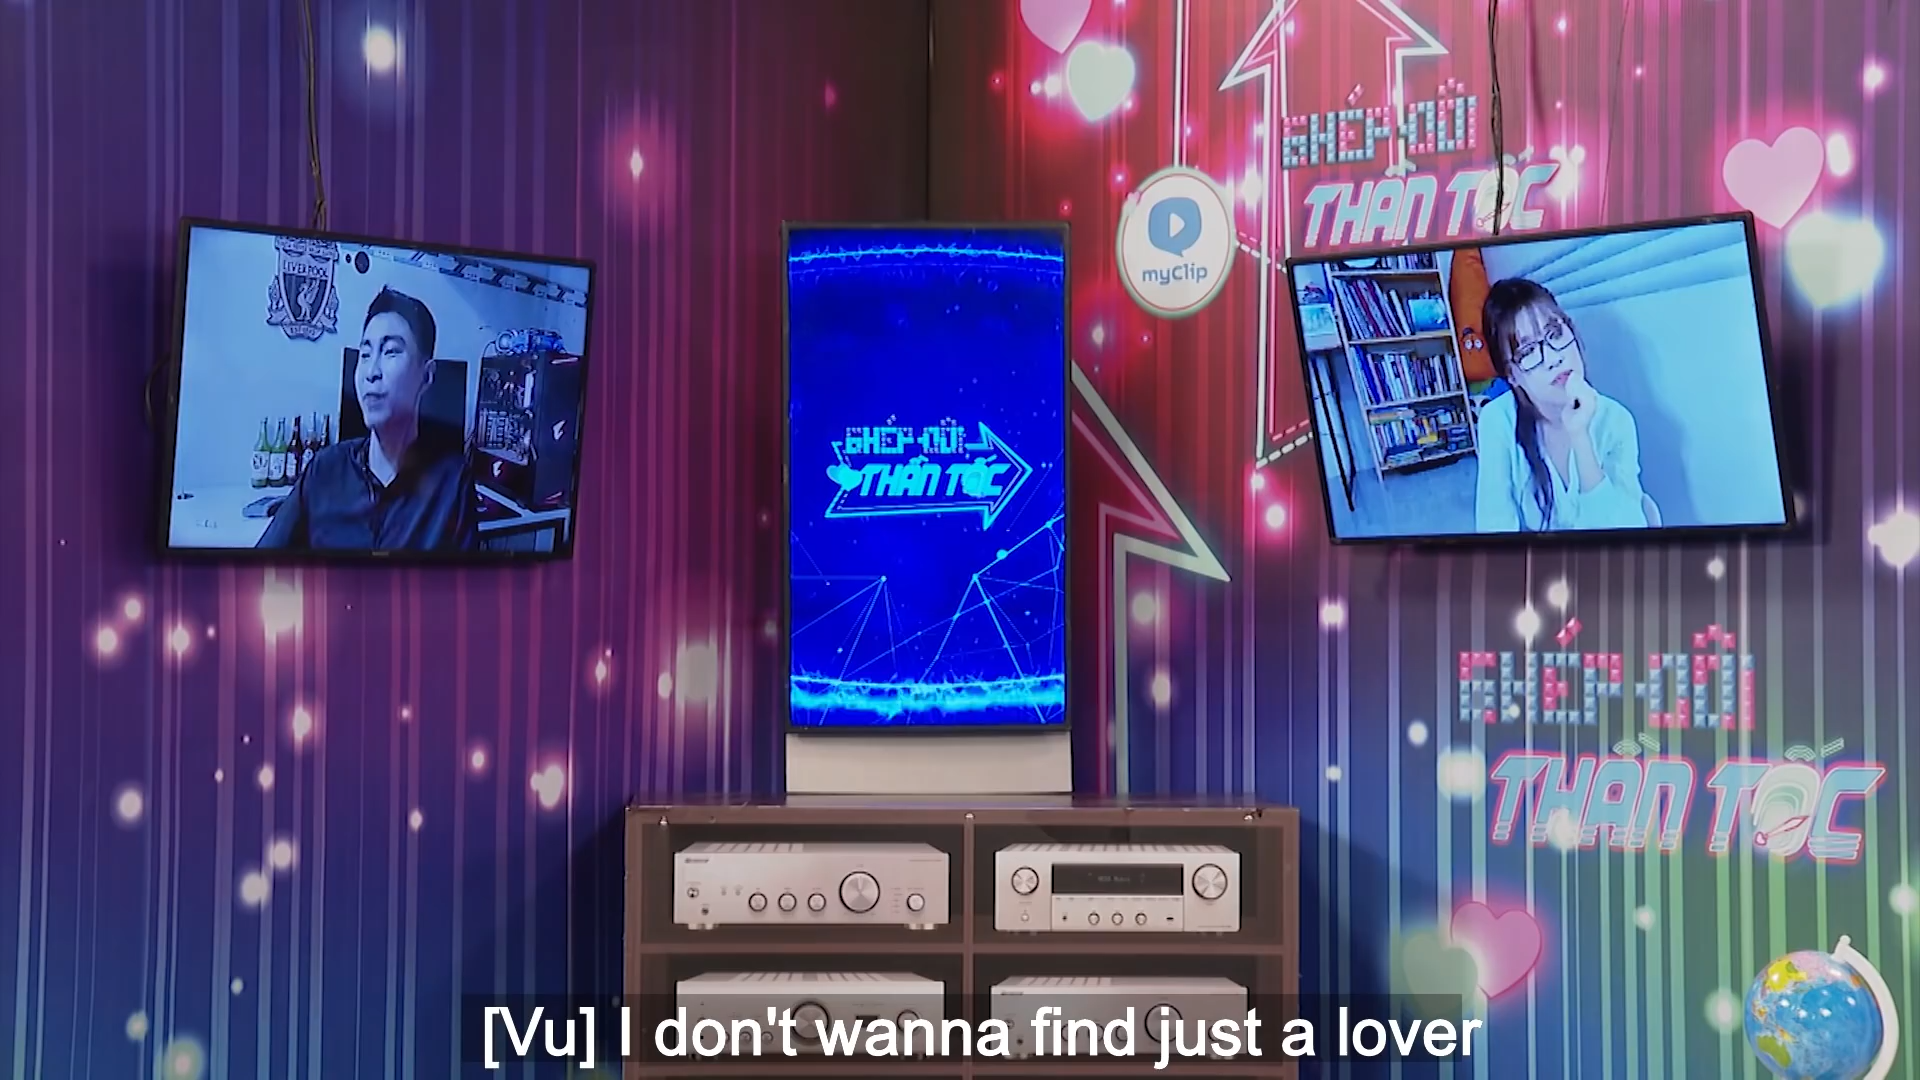 GHÉP ĐÔI
THẦN TỐC
myClip
LIVERPOOL
GHÉP ĐÔI
THẦN TỐC
GHÉP ĐÔI
THẦN TỐC
[Vu] I don't wanna find just a lover